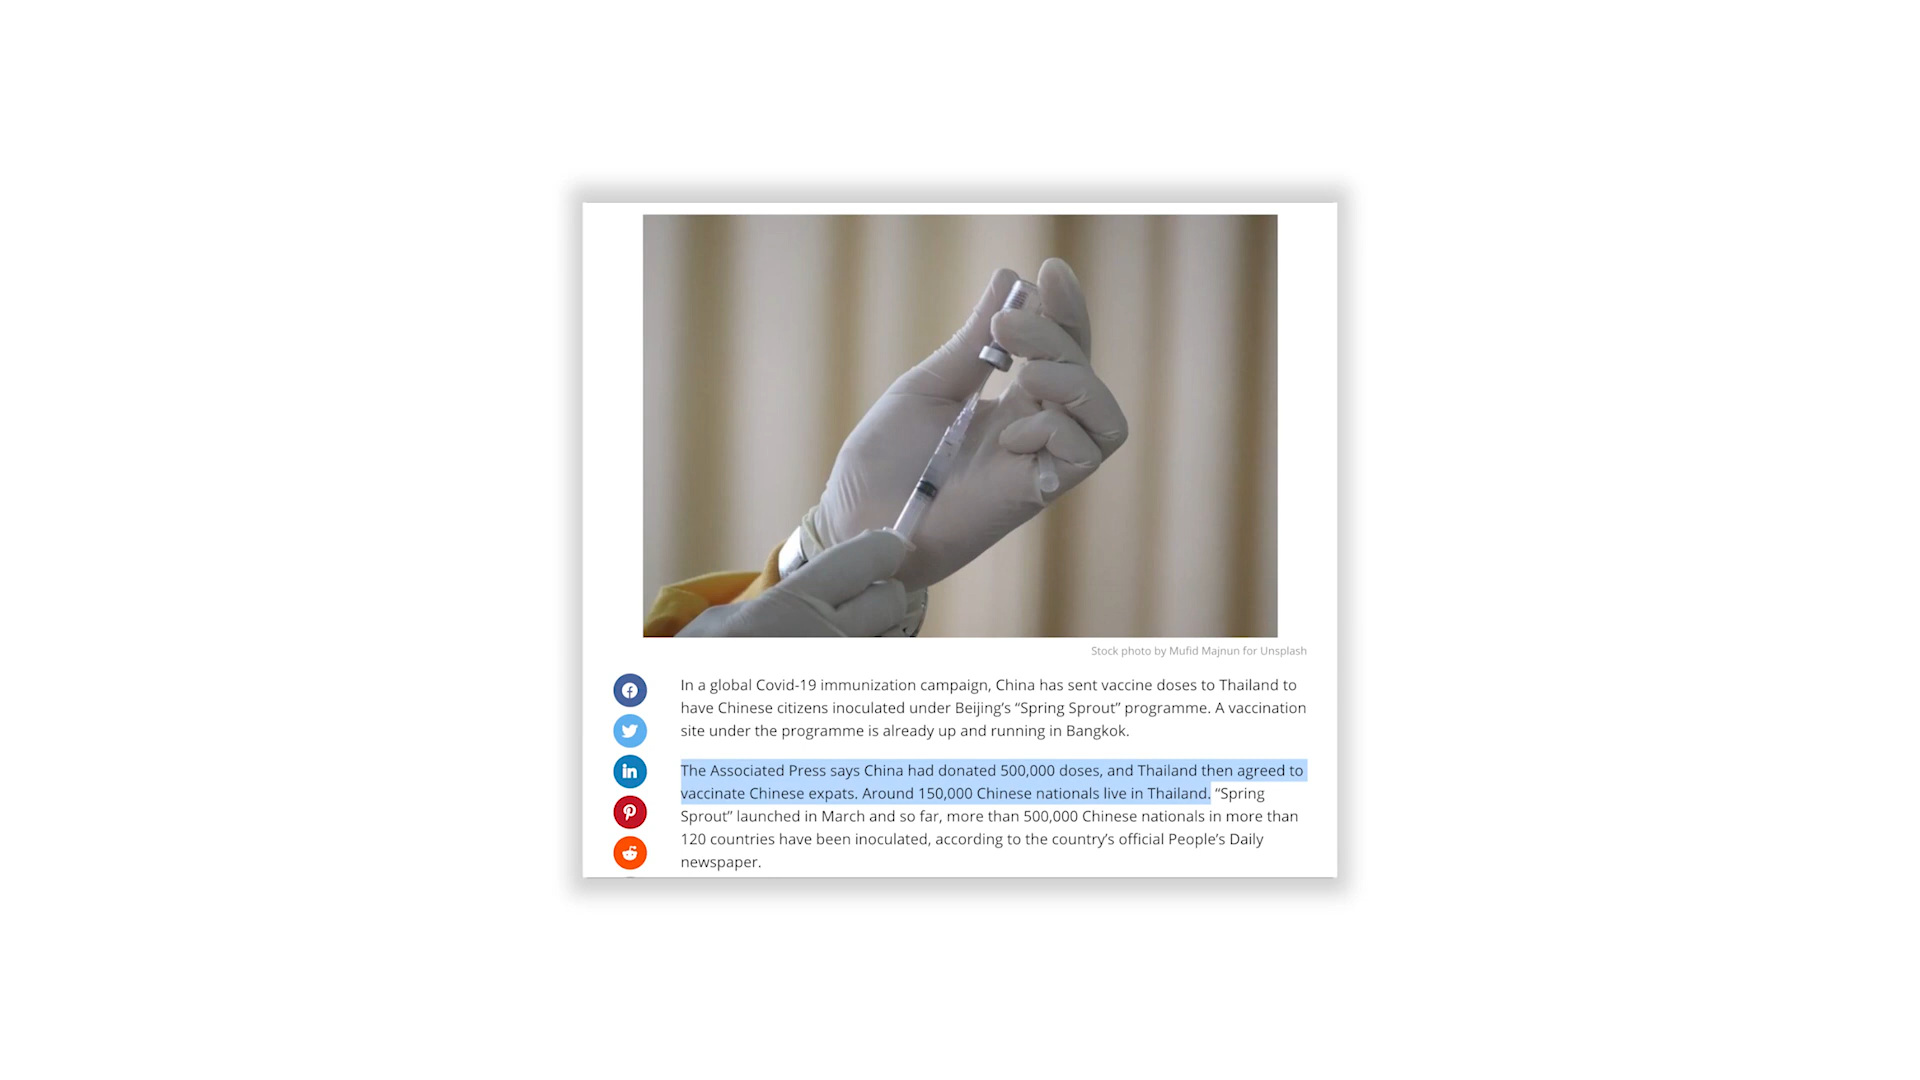 Stock photo by Mufid Majnun for Unsplash
In a global Covid-19 immunization campaign, China has sent vaccine doses to Thailand to
have Chinese citizens inoculated under Beijing’s “Spring Sprout” programme. A vaccination
site under the programme is already up and running in Bangkok.
The Associated Press says China had donated 500,000 doses, and Thailand then agreed to
vaccinate Chinese expats. Around 150,000 Chinese nationals live in Thailand. “Spring
Sprout” launched in March and so far, more than 500,000 Chinese nationals in more than
120 countries have been inoculated, according to the country’s official People’s Daily
newspaper.